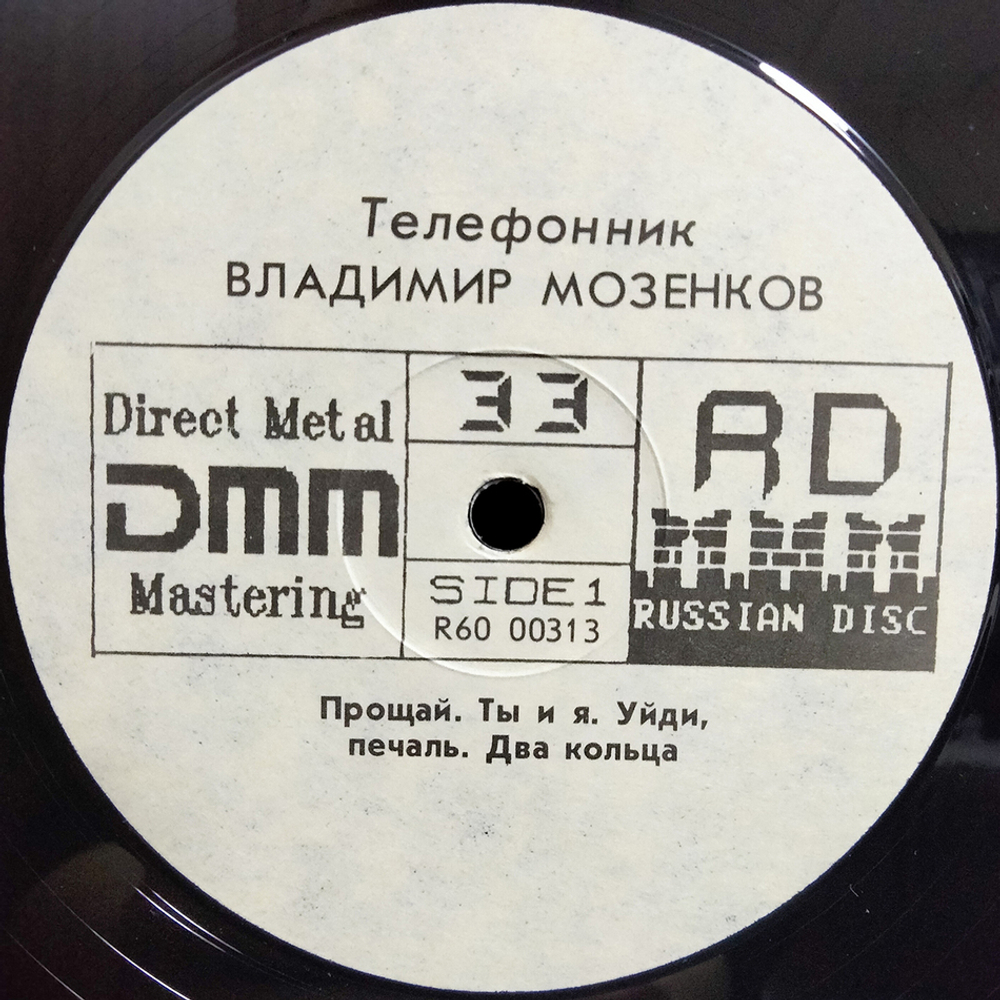 Телефонник
ВЛАДИМИР МОЗЕНКОВ
Direct Metal
DMM
Mastering
33
SIDE 1
R60 00313
RD
RUSSIAN DISC
Прощай. Ты и я. Уйди,
печаль. Два кольца